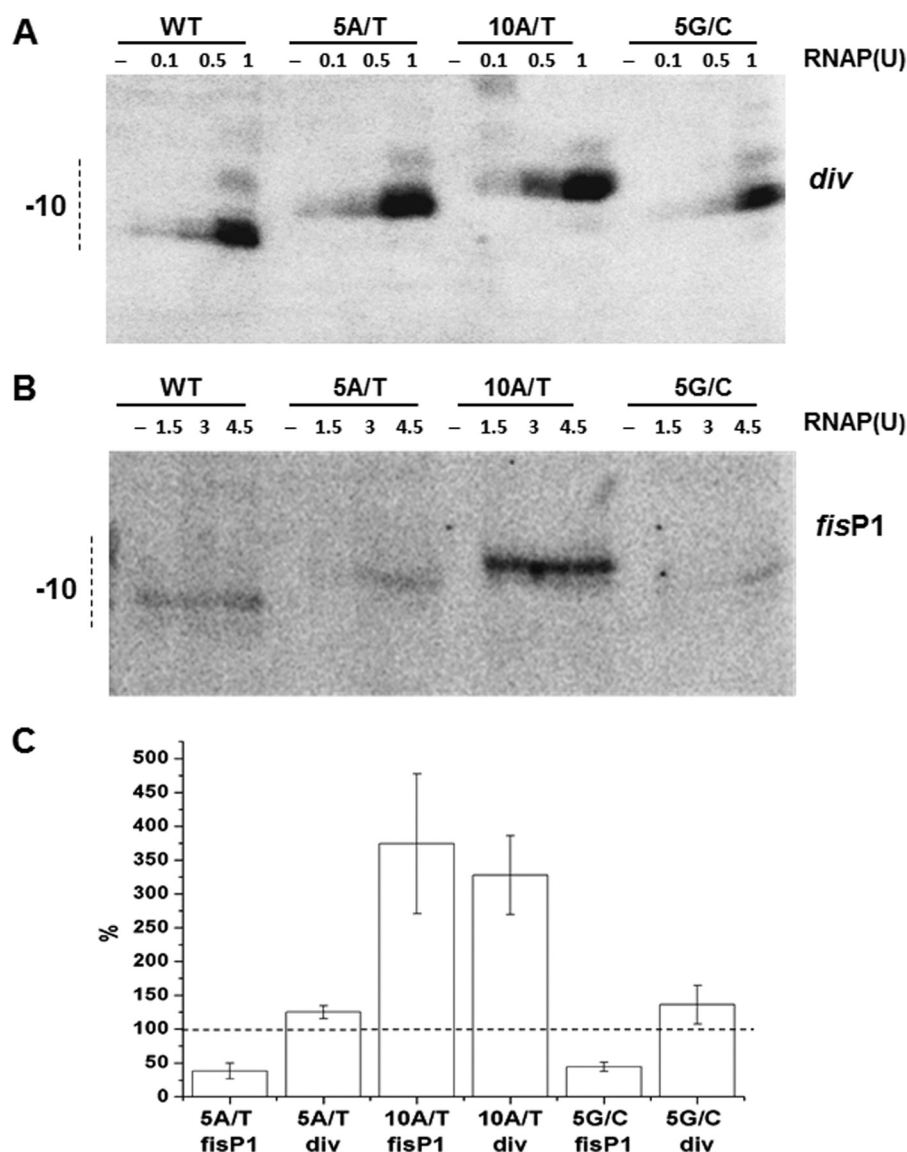 A
WT 5A/T 10A/T 5G/C
– 0.1 0.5 1 – 0.1 0.5 1 – 0.1 0.5 1 – 0.1 0.5 1 RNAP(U)
div
-10
B
WT 5A/T 10A/T 5G/C
– 1.5 3 4.5 – 1.5 3 4.5 – 1.5 3 4.5 – 1.5 3 4.5 RNAP(U)
fisP1
-10
C
500
450
400
350
300
250
200
150
100
50
0
%
5A/T 5A/T 10A/T 10A/T 5G/C 5G/C
fisP1 div fisP1 div fisP1 div